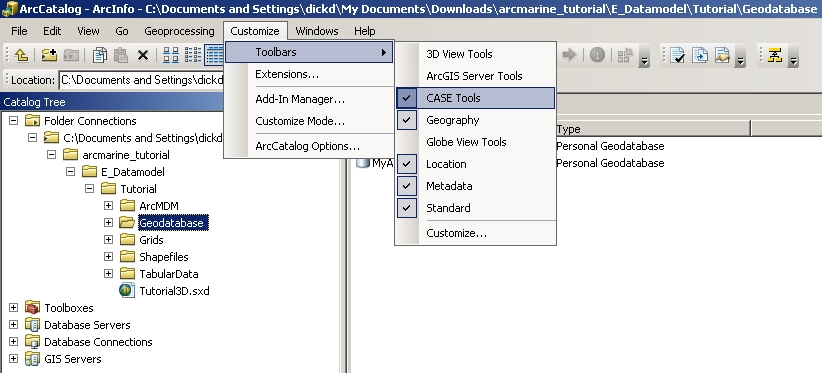 ArcCatalog - ArcInfo - C:\Documents and Settings\dickd\My Documents\Downloads\arcmarine_tutorial\E_Datamodel\Tutorial\Geodatabase
File Edit View Go Geoprocessing Customize Windows Help
Toolbars
Extensions...
Add-In Manager...
Customize Mode...
ArcCatalog Options...
3D View Tools
ArcGIS Server Tools
CASE Tools
Geography
Globe View Tools
Location
Metadata
Standard
Customize...
Location: C:\Documents and Settings\dickd
Catalog Tree
Folder Connections
C:\Documents and Settings\dickd
arcmarine_tutorial
E_Datamodel
Tutorial
ArcMDM
Geodatabase
Grids
Shapefiles
TabularData
Tutorial3D.sxd
Toolboxes
Database Servers
Database Connections
GIS Servers
Type
Personal Geodatabase
Personal Geodatabase